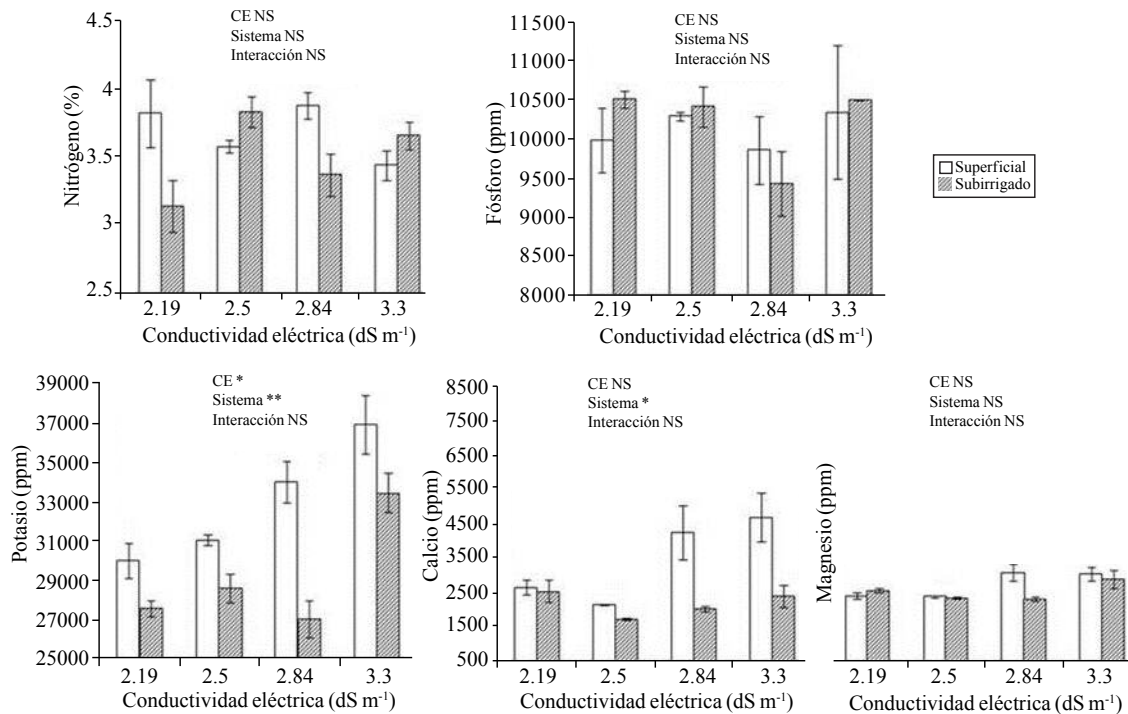 CE NS
Sistema NS
Interacción NS
Nitrógeno (%)
4.5
4
3.5
3
2.5
2.19 2.5 2.84 3.3
Conductividad eléctrica (dS m-1)
CE NS
Sistema NS
Interacción NS
Fósforo (ppm)
11500
11000
10500
10000
9500
9000
8500
8000
2.19 2.5 2.84 3.3
Conductividad eléctrica (dS m-1)
Superficial
Subirrigado
CE *
Sistema **
Interacción NS
Potasio (ppm)
39000
37000
35000
33000
31000
29000
27000
25000
2.19 2.5 2.84 3.3
Conductividad eléctrica (dS m-1)
CE NS
Sistema *
Interacción NS
Calcio (ppm)
8500
7500
6500
5500
4500
3500
2500
1500
500
2.19 2.5 2.84 3.3
Conductividad eléctrica (dS m-1)
CE NS
Sistema NS
Interacción NS
Magnesio (ppm)
2.19 2.5 2.84 3.3
Conductividad eléctrica (dS m-1)